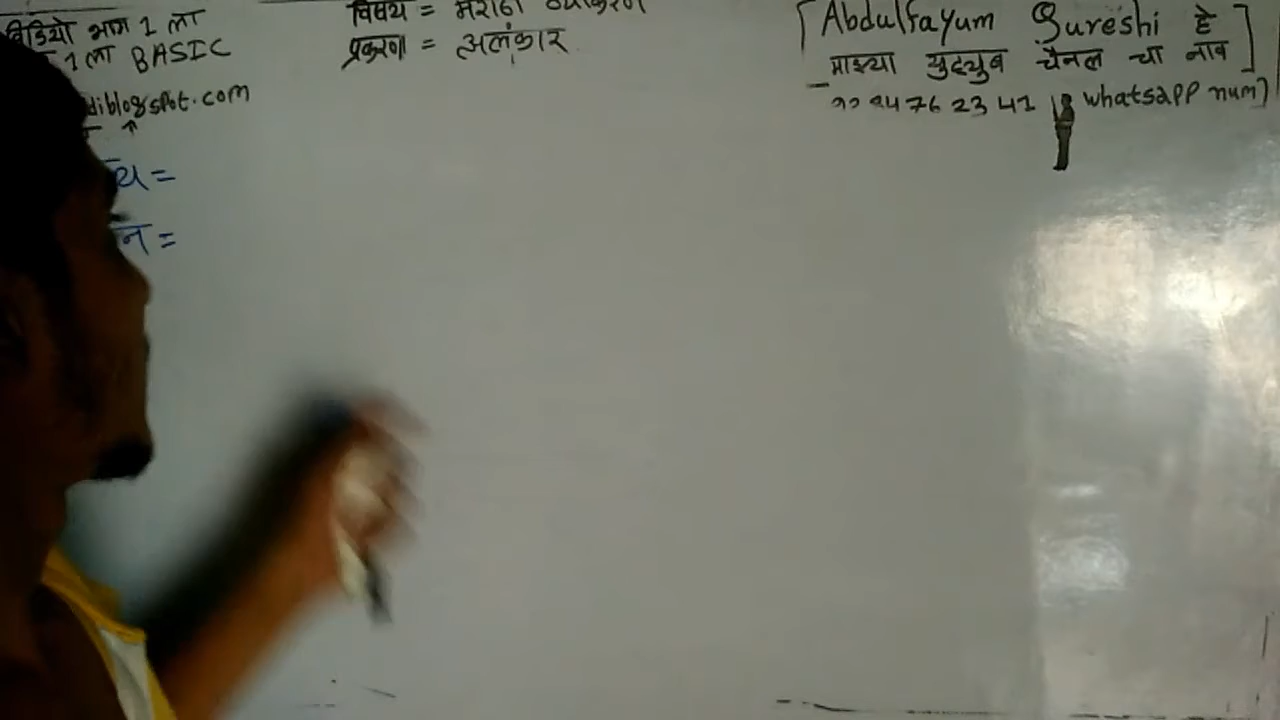 विडियो भाग 1 ला
1 ला BASIC
diblogspot.com
विषय = मराठी व्याकरण
प्रकरण = अलंकार
[Abdulfayum Qureshi हे
माझ्या युट्युब चैनल चा नाव]
whatsapp num)